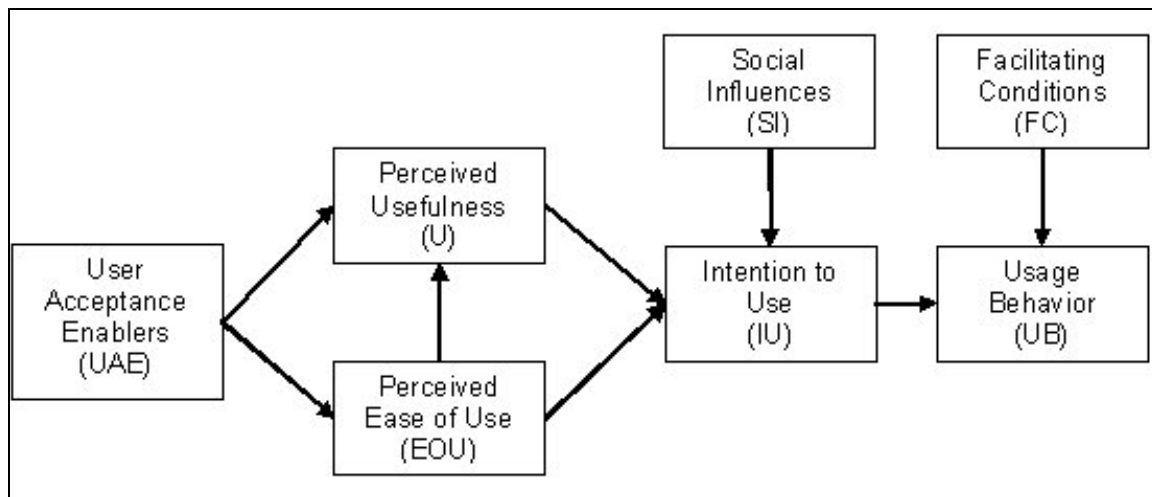 Social
Influences
(SI)
Facilitating
Conditions
(FC)
Perceived
Usefulness
(U)
User
Acceptance
Enablers
(UAE)
Intention to
Use
(IU)
Usage
Behavior
(UB)
Perceived
Ease of Use
(EOU)